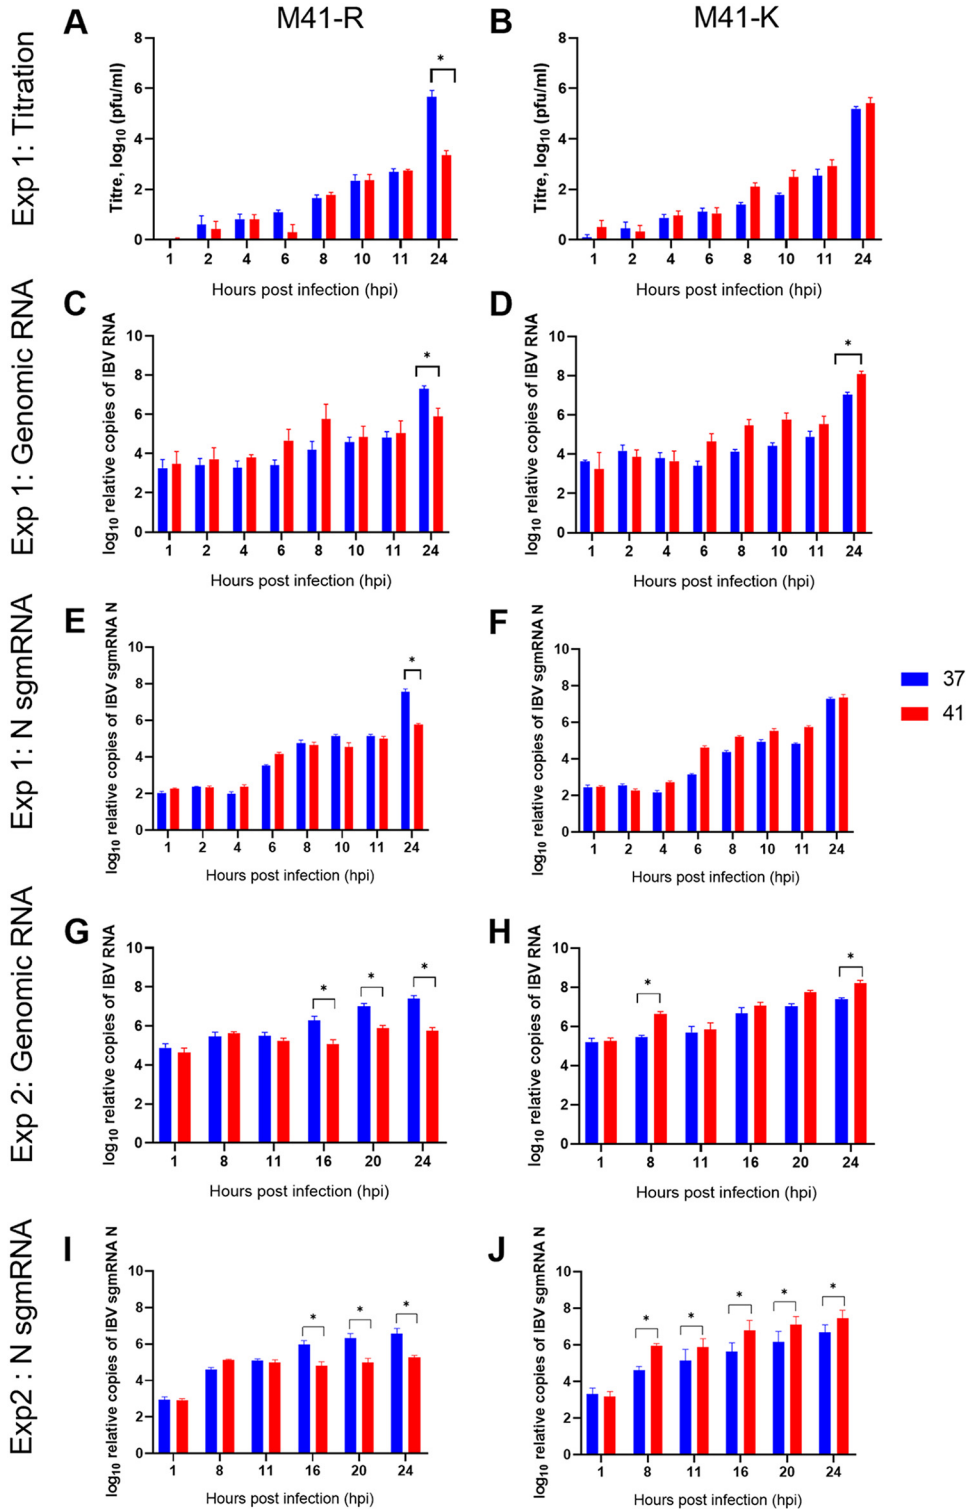 M41-R
M41-K
Exp 1: Titration
A
Titre, log10 (pfu/ml)
8
6
4
2
0
1 2 4 6 8 10 11 24
*
Hours post infection (hpi)
B
Titre, log10 (pfu/ml)
8
6
4
2
0
1 2 4 6 8 10 11 24
Hours post infection (hpi)
Exp 1: Genomic RNA
C
log10 relative copies of IBV RNA
10
8
6
4
2
0
1 2 4 6 8 10 11 24
*
Hours post infection (hpi)
D
log10 relative copies of IBV RNA
10
8
6
4
2
0
1 2 4 6 8 10 11 24
*
Hours post infection (hpi)
Exp 1: N sgmRNA
E
log10 relative copies of IBV sgmRNA N
10
8
6
4
2
0
1 2 4 6 8 10 11 24
*
Hours post infection (hpi)
F
log10 relative copies of IBV sgmRNA N
10
8
6
4
2
0
1 2 4 6 8 10 11 24
Hours post infection (hpi)
37
41
Exp 2: Genomic RNA
G
log10 relative copies of IBV RNA
10
8
6
4
2
0
1 8 11 16 20 24
* * *
Hours post infection (hpi)
H
log10 relative copies of IBV RNA
10
8
6
4
2
0
1 8 11 16 20 24
* *
Hours post infection (hpi)
Exp2 : N sgmRNA
I
log10 relative copies of IBV sgmRNA N
10
8
6
4
2
0
1 8 11 16 20 24
* * *
Hours post infection (hpi)
J
log10 relative copies of IBV sgmRNA N
10
8
6
4
2
0
1 8 11 16 20 24
* * * * *
Hours post infection (hpi)